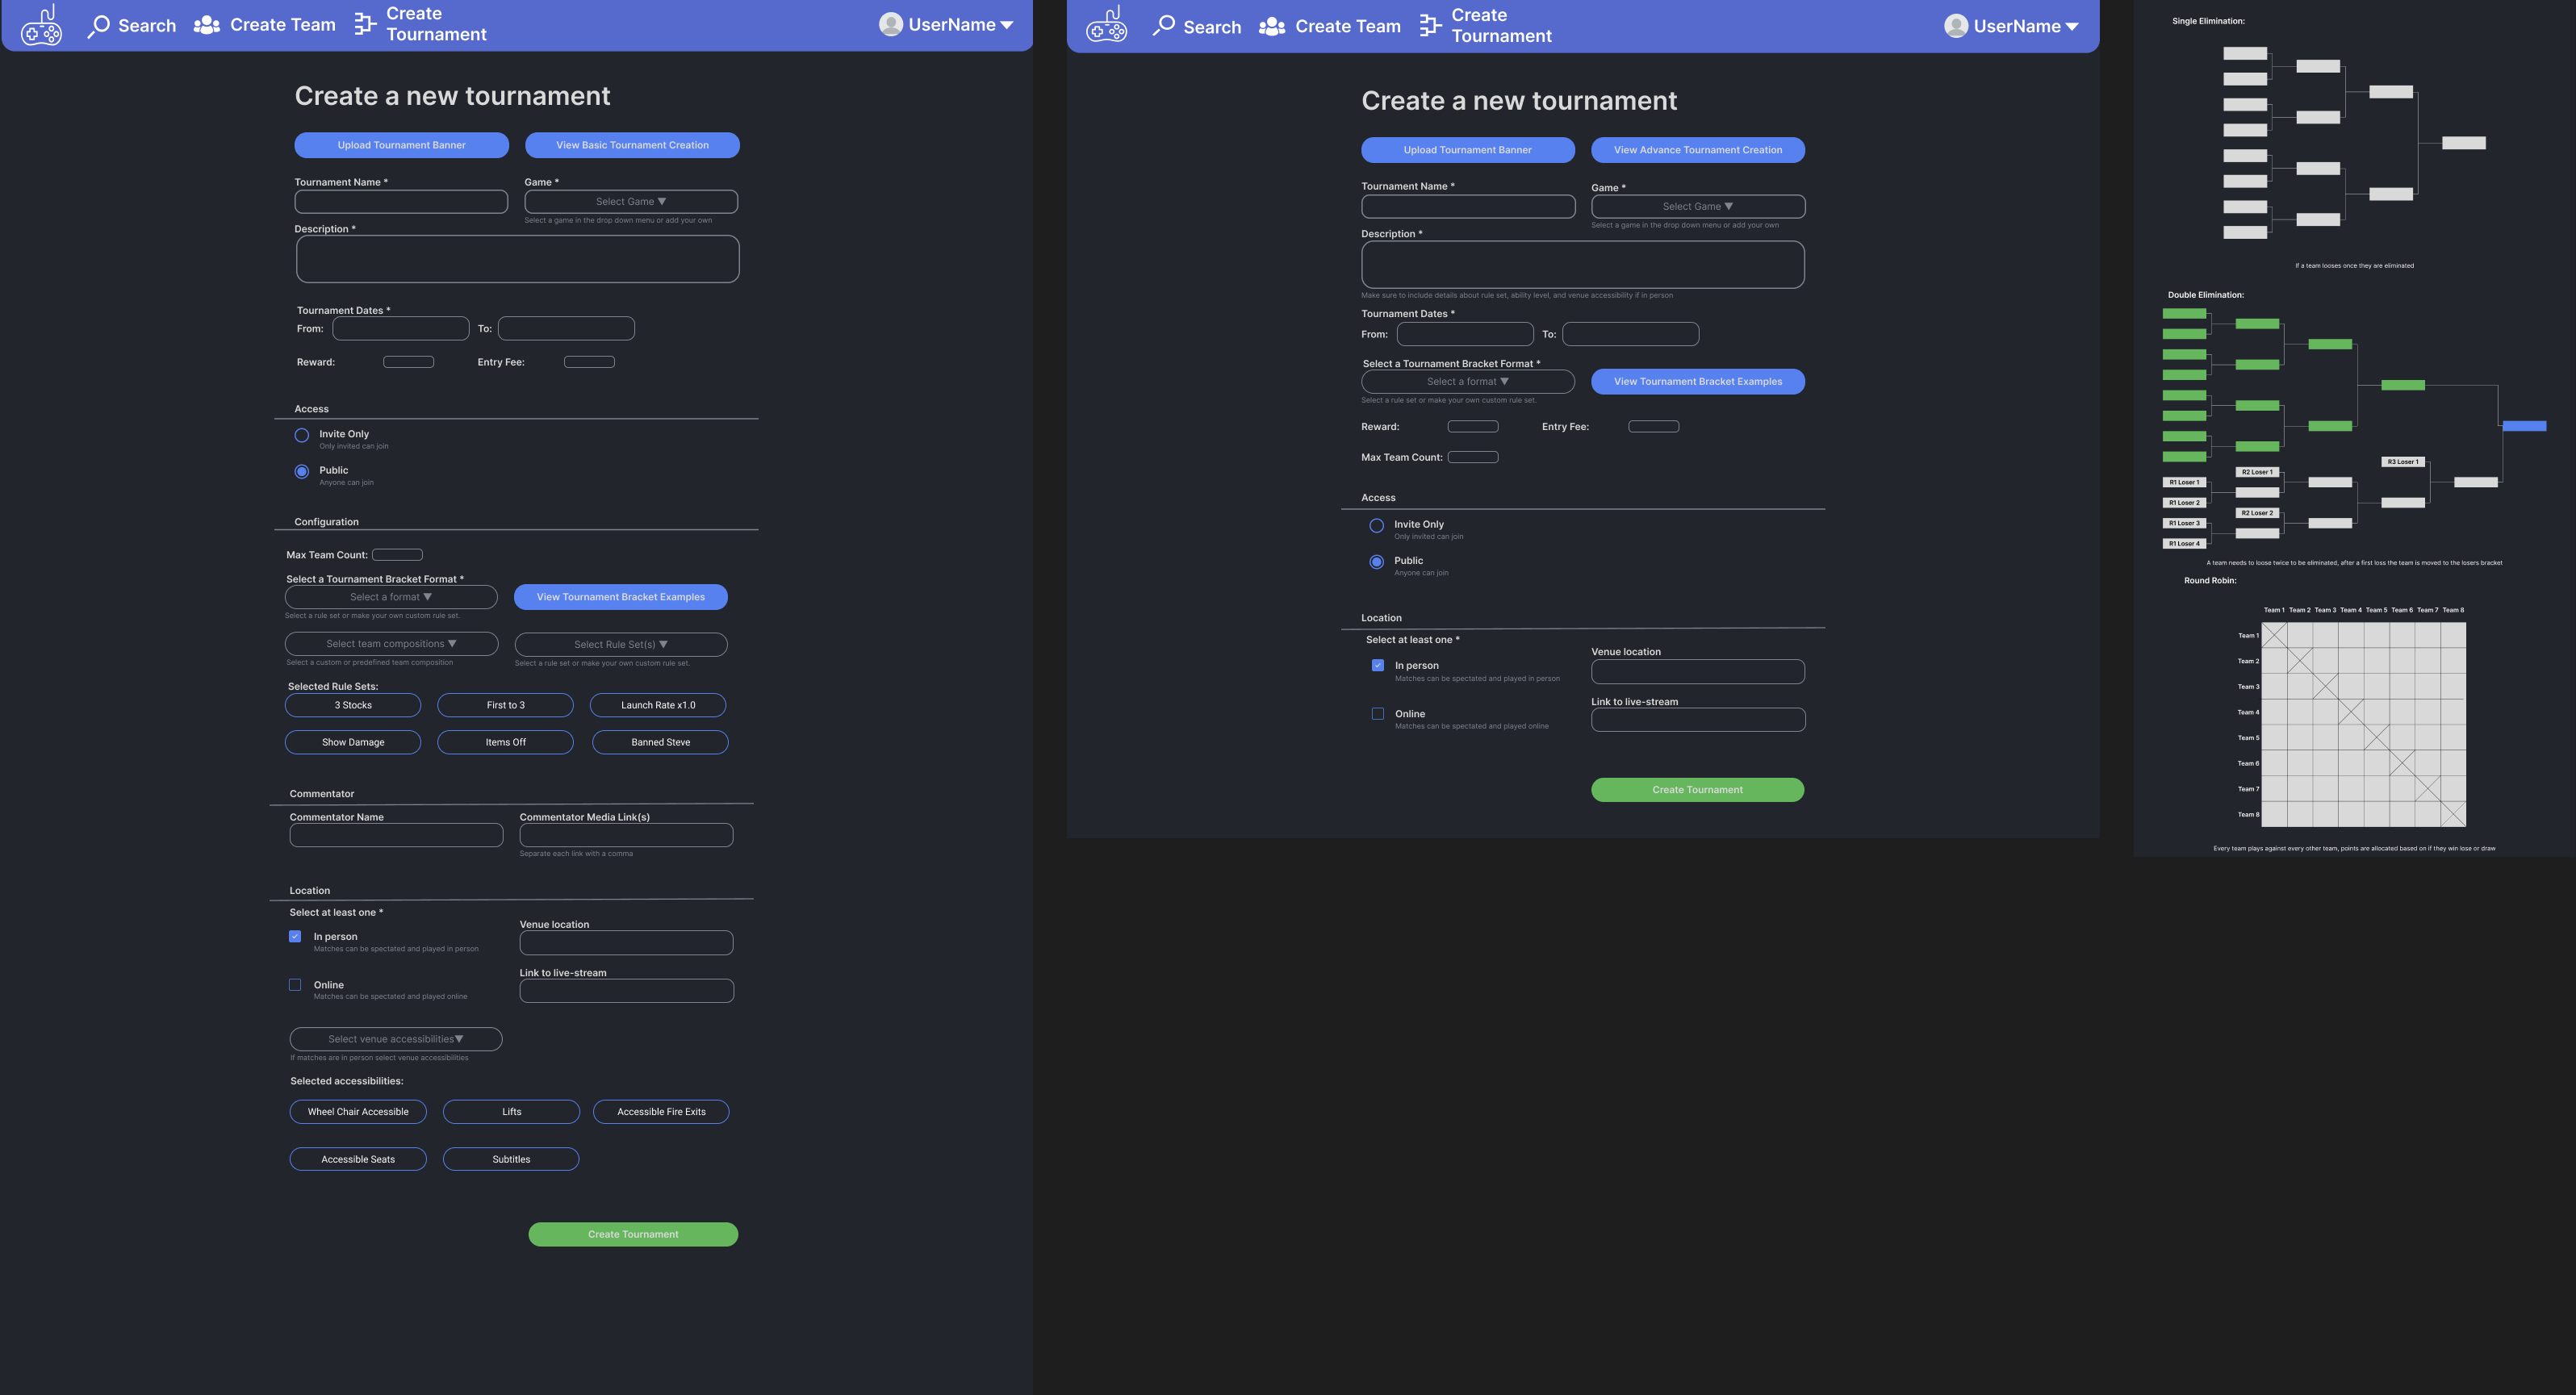 Search
Create Team
Create
Tournament
UserName
Create a new tournament
Upload Tournament Banner
View Basic Tournament Creation
Tournament Name *
Game *
Select Game ▼
Select a game in the drop down menu or add your own
Description *
Tournament Dates *
From:
To:
Reward:
Entry Fee:
Access
Invite Only
Only invited can join
Public
Anyone can join
Configuration
Max Team Count:
Select a Tournament Bracket Format *
Select a format ▼
View Tournament Bracket Examples
Select a rule set or make your own custom rule set.
Select team compositions ▼
Select Rule Set(s) ▼
Select a custom or predefined team composition
Select a rule set or make your own custom rule set.
Selected Rule Sets:
3 Stocks
First to 3
Launch Rate x1.0
Show Damage
Items Off
Banned Steve
Commentator
Commentator Name
Commentator Media Link(s)
Separate each link with a comma
Location
Select at least one *
Venue location
In person
Matches can be spectated and played in person
Link to live-stream
Online
Matches can be spectated and played online
Select venue accessibilities▼
If matches are in person select venue accessibilities
Selected accessibilities:
Wheel Chair Accessible
Lifts
Accessible Fire Exits
Accessible Seats
Subtitles
Create Tournament
Search
Create Team
Create
Tournament
UserName
Create a new tournament
Upload Tournament Banner
View Advance Tournament Creation
Tournament Name *
Game *
Select Game ▼
Select a game in the drop down menu or add your own
Description *
Make sure to include details about rule set, ability level, and venue accessibility if in person
Tournament Dates *
From:
To:
Select a Tournament Bracket Format *
Select a format ▼
View Tournament Bracket Examples
Select a rule set or make your own custom rule set.
Reward:
Entry Fee:
Max Team Count:
Access
Invite Only
Only invited can join
Public
Anyone can join
Location
Select at least one *
Venue location
In person
Matches can be spectated and played in person
Link to live-stream
Online
Matches can be spectated and played online
Create Tournament
Single Elimination:
If a team looses once they are eliminated
Double Elimination:
R3 Loser 1
R2 Loser 1
R1 Loser 1
R1 Loser 2
R2 Loser 2
R1 Loser 3
R1 Loser 4
A team needs to loose twice to be eliminated, after a first loss the team is moved to the losers bracket
Round Robin:
Team 1 Team 2 Team 3 Team 4 Team 5 Team 6 Team 7 Team 8
Team 1
Team 2
Team 3
Team 4
Team 5
Team 6
Team 7
Team 8
Every team plays against every other team, points are allocated based on if they win lose or draw